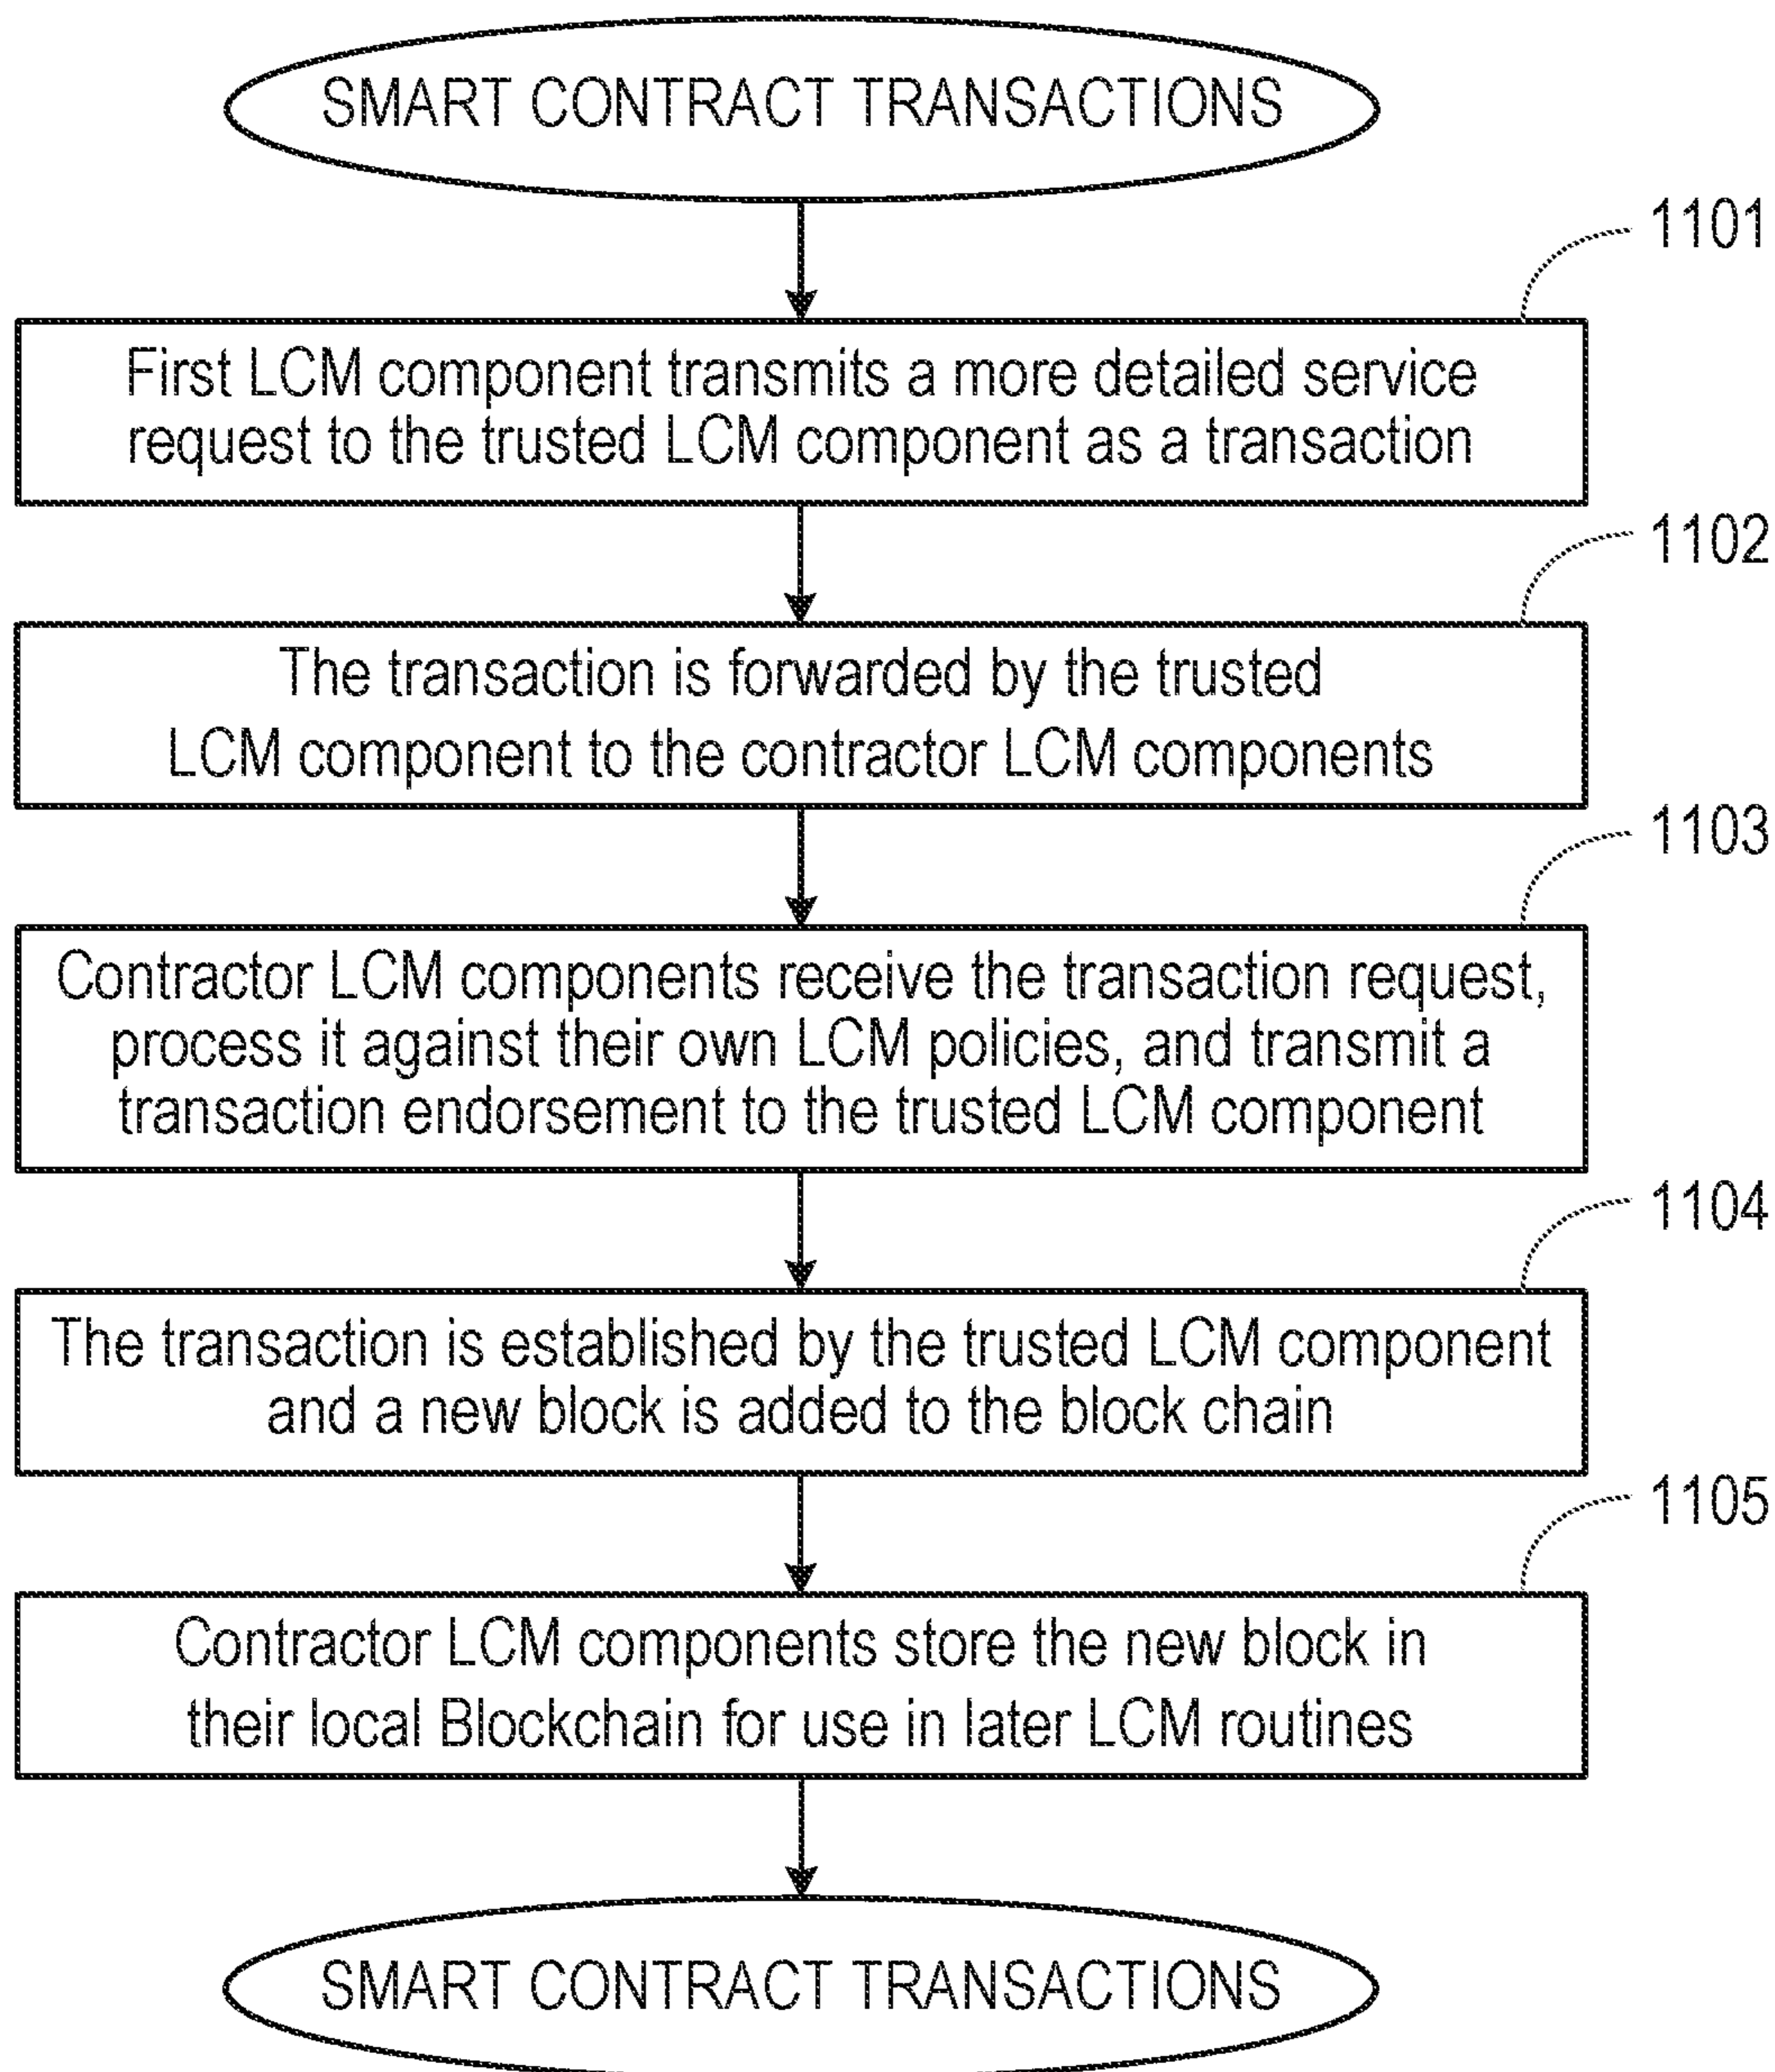 SMART CONTRACT TRANSACTIONS
1101
First LCM component transmits a more detailed service
request to the trusted LCM component as a transaction
1102
The transaction is forwarded by the trusted
LCM component to the contractor LCM components
1103
Contractor LCM components receive the transaction request,
process it against their own LCM policies, and transmit a
transaction endorsement to the trusted LCM component
1104
The transaction is established by the trusted LCM component
and a new block is added to the block chain
1105
Contractor LCM components store the new block in
their local Blockchain for use in later LCM routines
SMART CONTRACT TRANSACTIONS